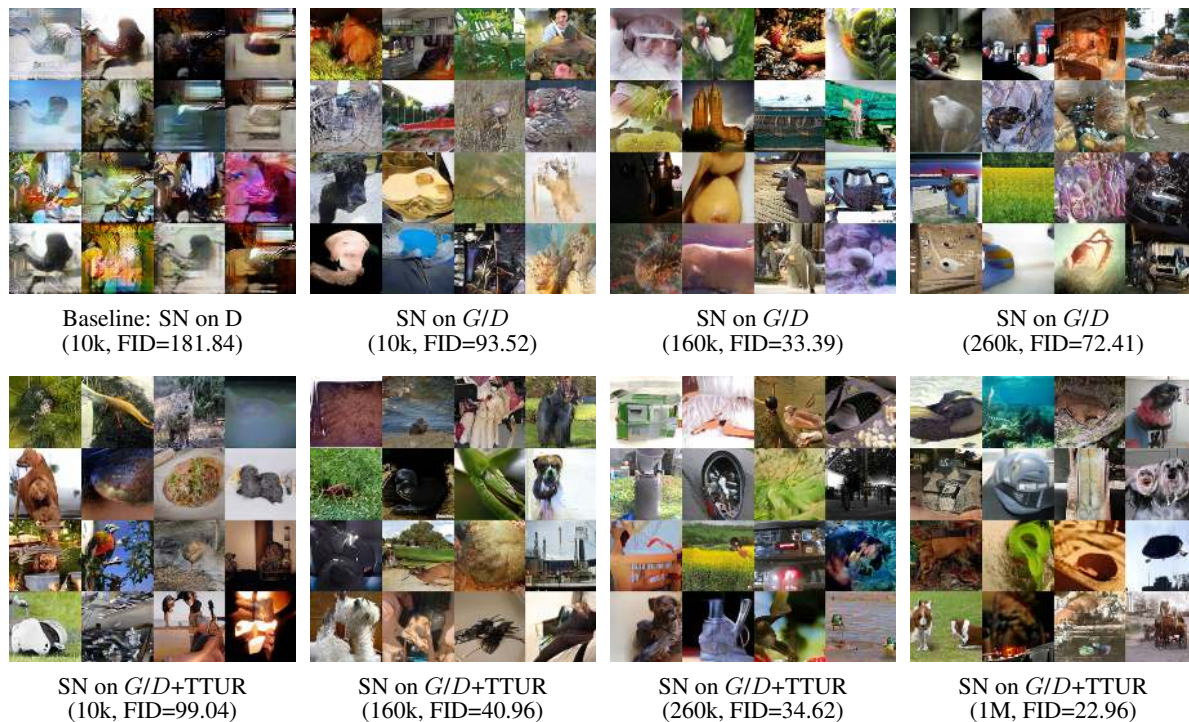 Baseline: SN on D
(10k, FID=181.84)
SN on G/D
(10k, FID=93.52)
SN on G/D
(160k, FID=33.39)
SN on G/D
(260k, FID=72.41)
SN on G/D+TTUR
(10k, FID=99.04)
SN on G/D+TTUR
(160k, FID=40.96)
SN on G/D+TTUR
(260k, FID=34.62)
SN on G/D+TTUR
(1M, FID=22.96)